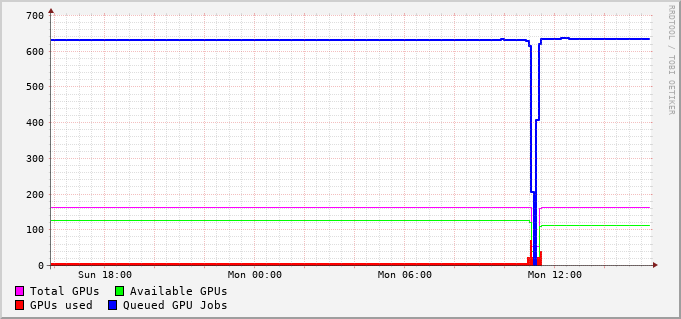 700
600
500
400
300
200
100
0
Sun 18:00 Mon 00:00 Mon 06:00 Mon 12:00
Total GPUs Available GPUs
GPUs used Queued GPU Jobs
RRDTOOL / TOBI OETIKER